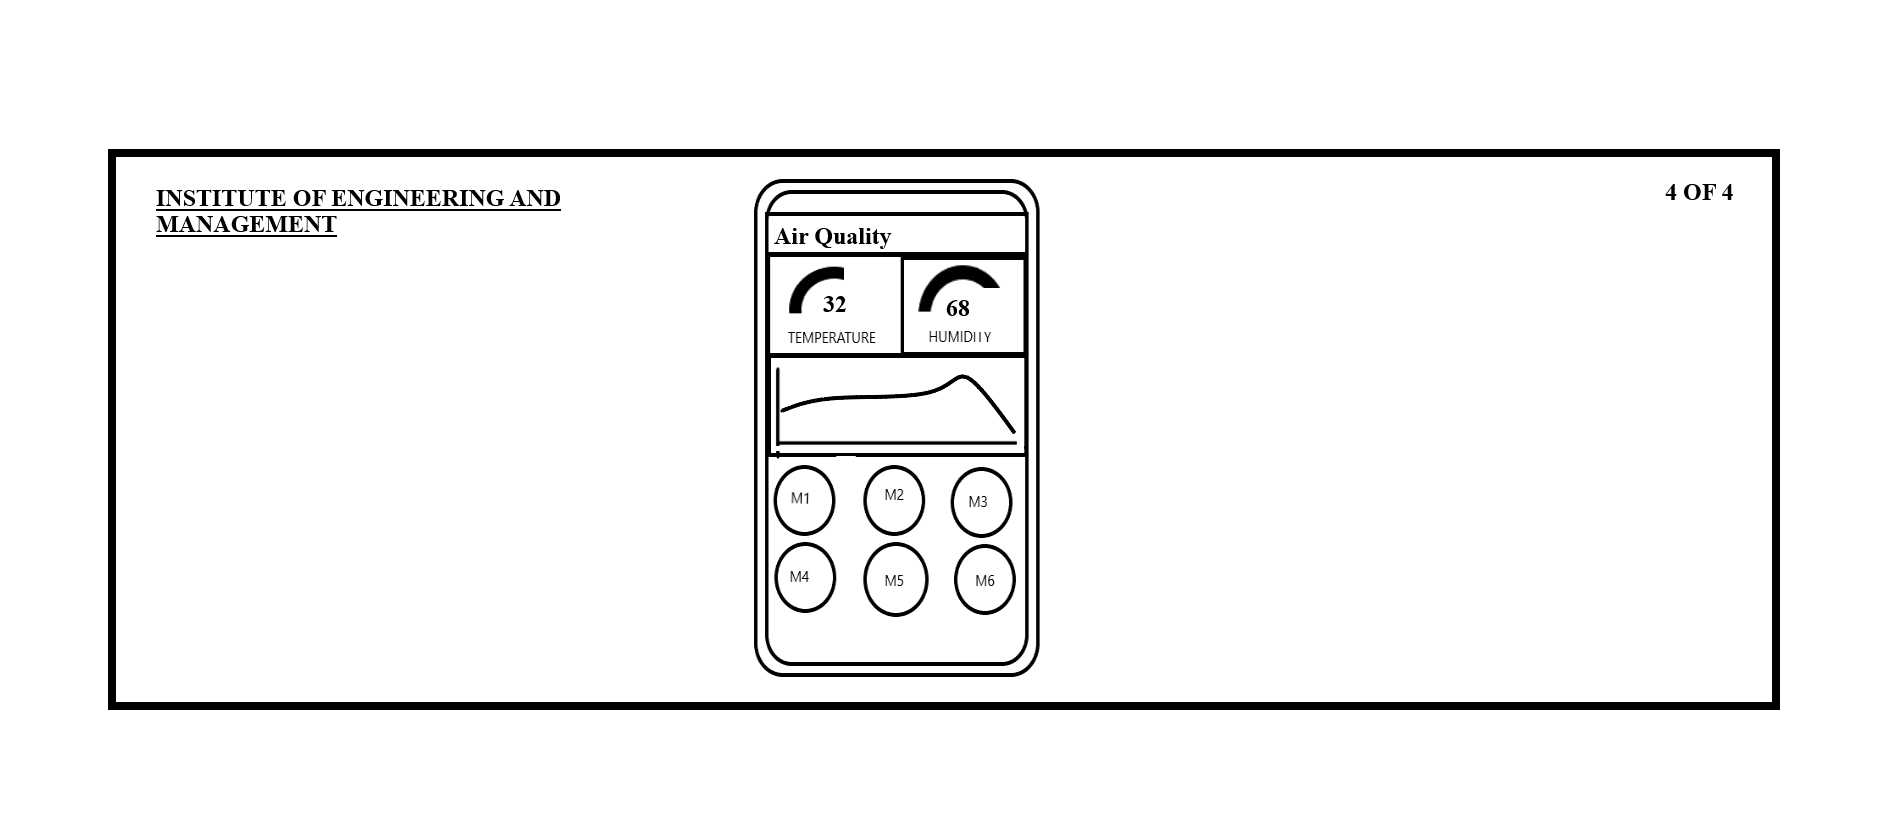 INSTITUTE OF ENGINEERING AND
MANAGEMENT
4 OF 4
Air Quality
32
68
TEMPERATURE
HUMIDITY
M1
M2
M3
M4
M5
M6